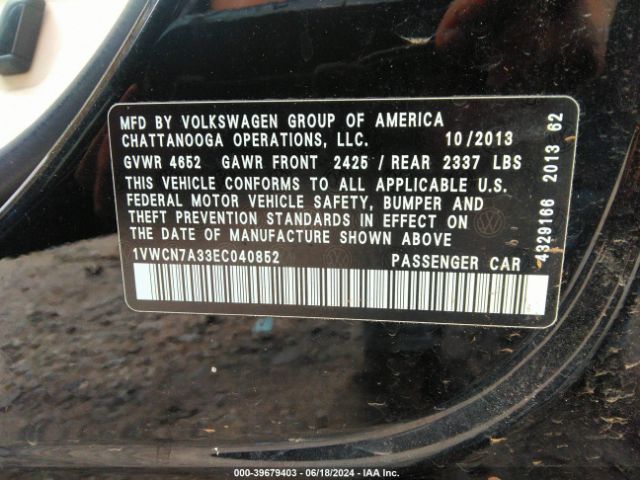 MFD BY VOLKSWAGEN GROUP OF AMERICA
CHATTANOOGA OPERATIONS, LLC. 10/2013
GVWR 4652 GAWR FRONT 2425 / REAR 2337 LBS
THIS VEHICLE CONFORMS TO ALL APPLICABLE U.S.
FEDERAL MOTOR VEHICLE SAFETY, BUMPER AND
THEFT PREVENTION STANDARDS IN EFFECT ON
THE DATE OF MANUFACTURE SHOWN ABOVE
1VWCN7A33EC040852 PASSENGER CAR
4329166 2013 62
000-39679403 - 06/18/2024 - IAA Inc.